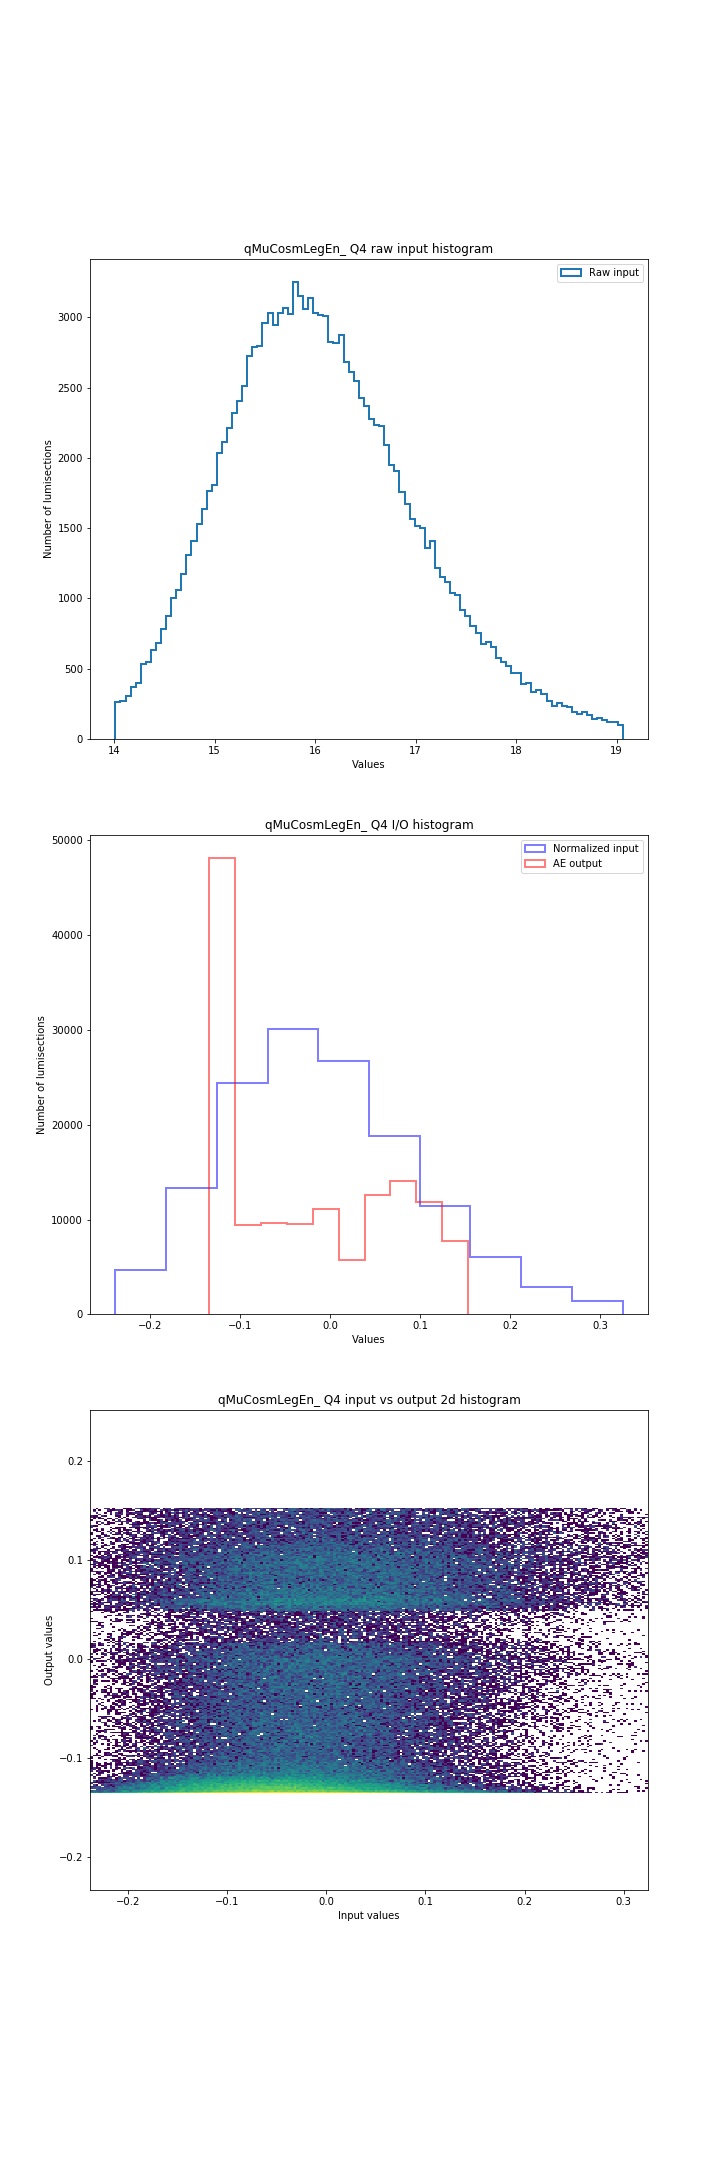 qMuCosmLegEn_ Q4 raw input histogram
Raw input
3000
2500
2000
1500
1000
500
0
Number of lumisections
14 15 16 17 18 19
Values
qMuCosmLegEn_ Q4 I/O histogram
Normalized input
AE output
50000
40000
30000
20000
10000
0
Number of lumisections
−0.2 −0.1 0.0 0.1 0.2 0.3
Values
qMuCosmLegEn_ Q4 input vs output 2d histogram
0.2
0.1
0.0
−0.1
−0.2
Output values
−0.2 −0.1 0.0 0.1 0.2 0.3
Input values